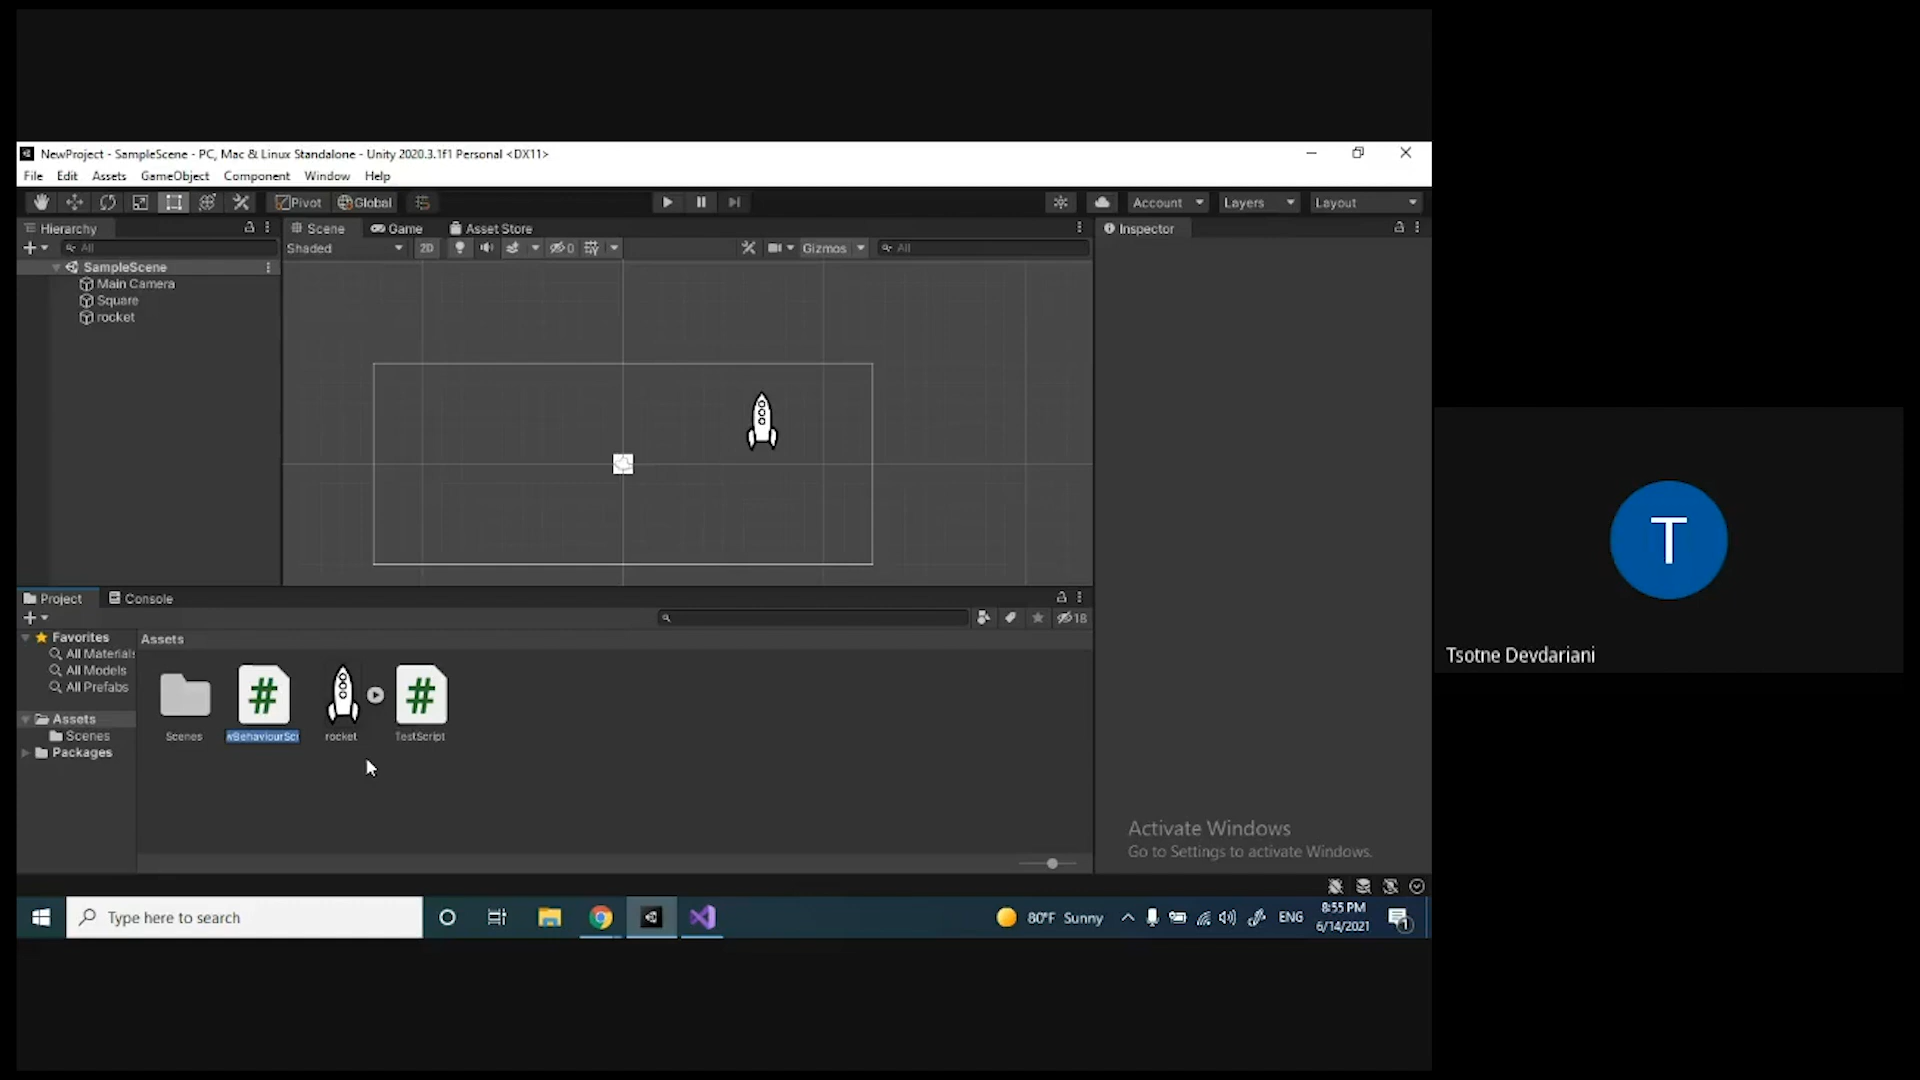 NewProject - SampleScene - PC, Mac & Linux Standalone - Unity 2020.3.1f1 Personal <DX11>
File Edit Assets GameObject Component Window Help
Pivot Global Account Layers Layout
Hierarchy
All
SampleScene
Main Camera
Square
rocket
Scene Game Asset Store
Shaded 2D 0 Gizmos All
Inspector
Project Console
18
Favorites
All Materials
All Models
All Prefabs
Assets
Scenes
Packages
Assets
Scenes wBehaviourScr rocket TestScript
Activate Windows
Go to Settings to activate Windows.
Type here to search
80°F Sunny ENG
8:55 PM
6/14/2021
1
T
Tsotne Devdariani